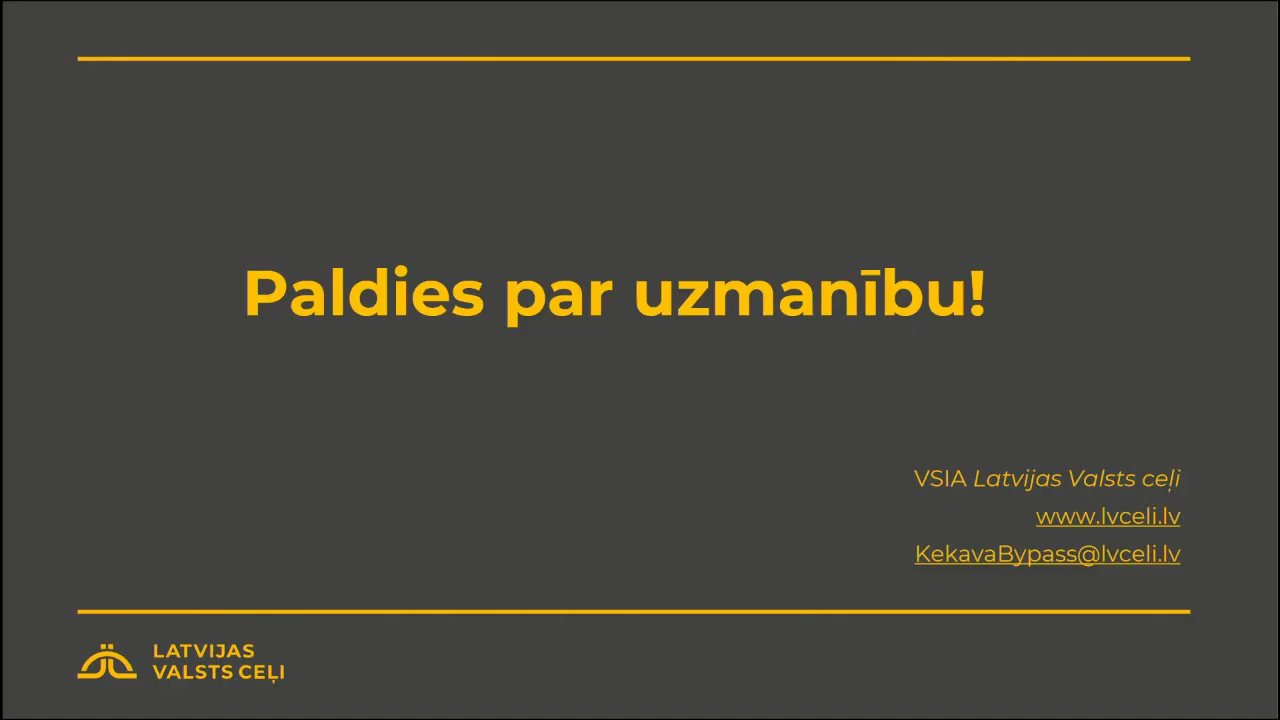 Paldies par uzmanību!
VSIA Latvijas Valsts ceļi
www.lvceli.lv
KekavaBypass@lvceli.lv
LATVIJAS
VALSTS CEĻI